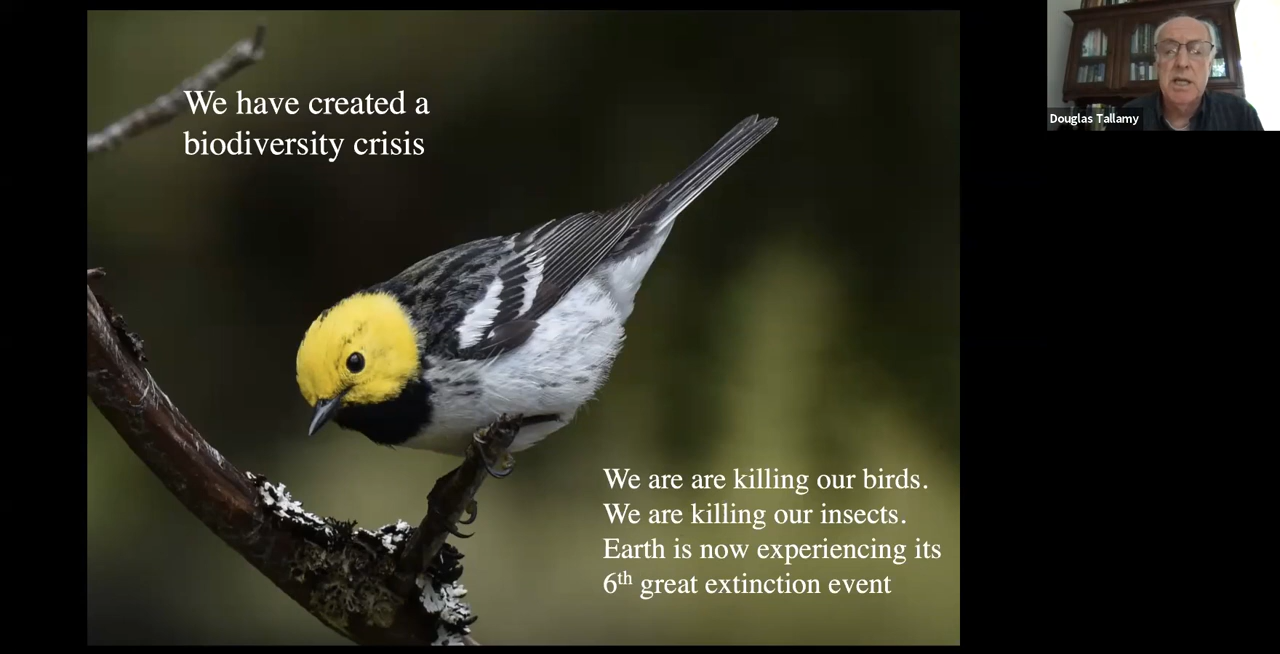 We have created a
biodiversity crisis
Douglas Tallamy
We are are killing our birds.
We are killing our insects.
Earth is now experiencing its
6th great extinction event